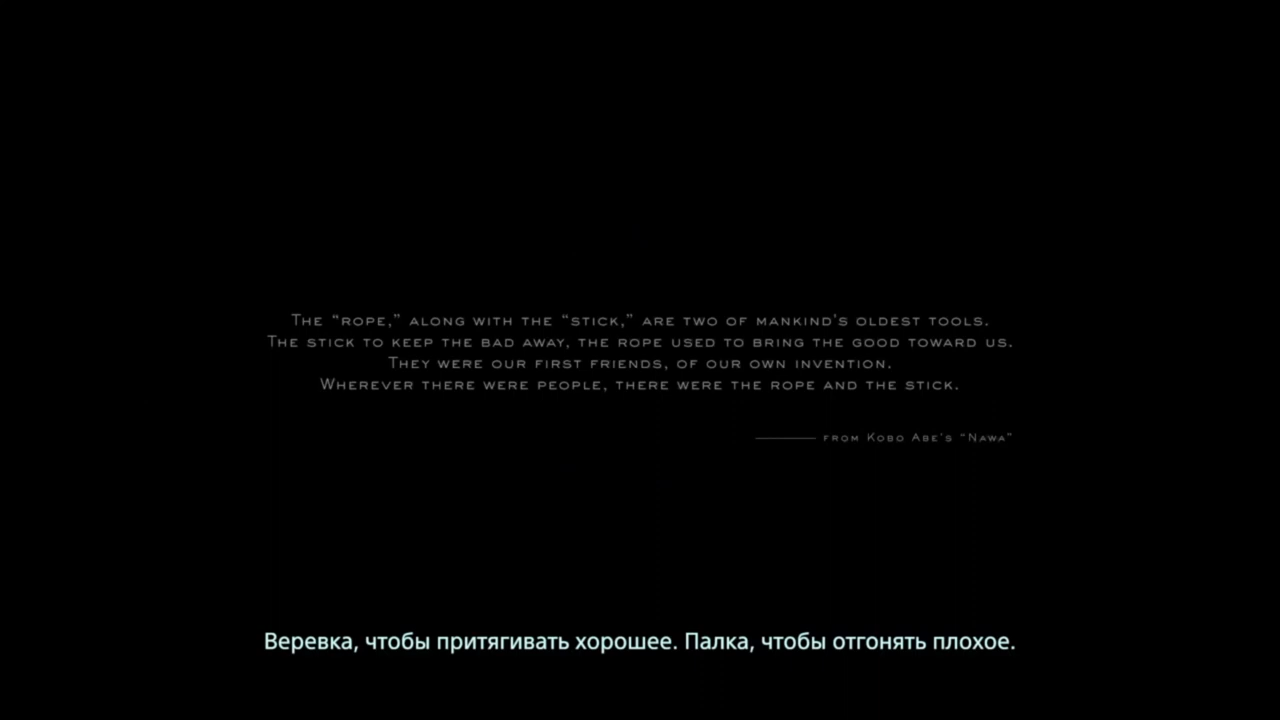 The “rope,” along with the “stick,” are two of mankind's oldest tools.
The stick to keep the bad away, the rope used to bring the good toward us.
They were our first friends, of our own invention.
Wherever there were people, there were the rope and the stick.
from Kobo Abe's “Nawa”
Веревка, чтобы притягивать хорошее. Палка, чтобы отгонять плохое.